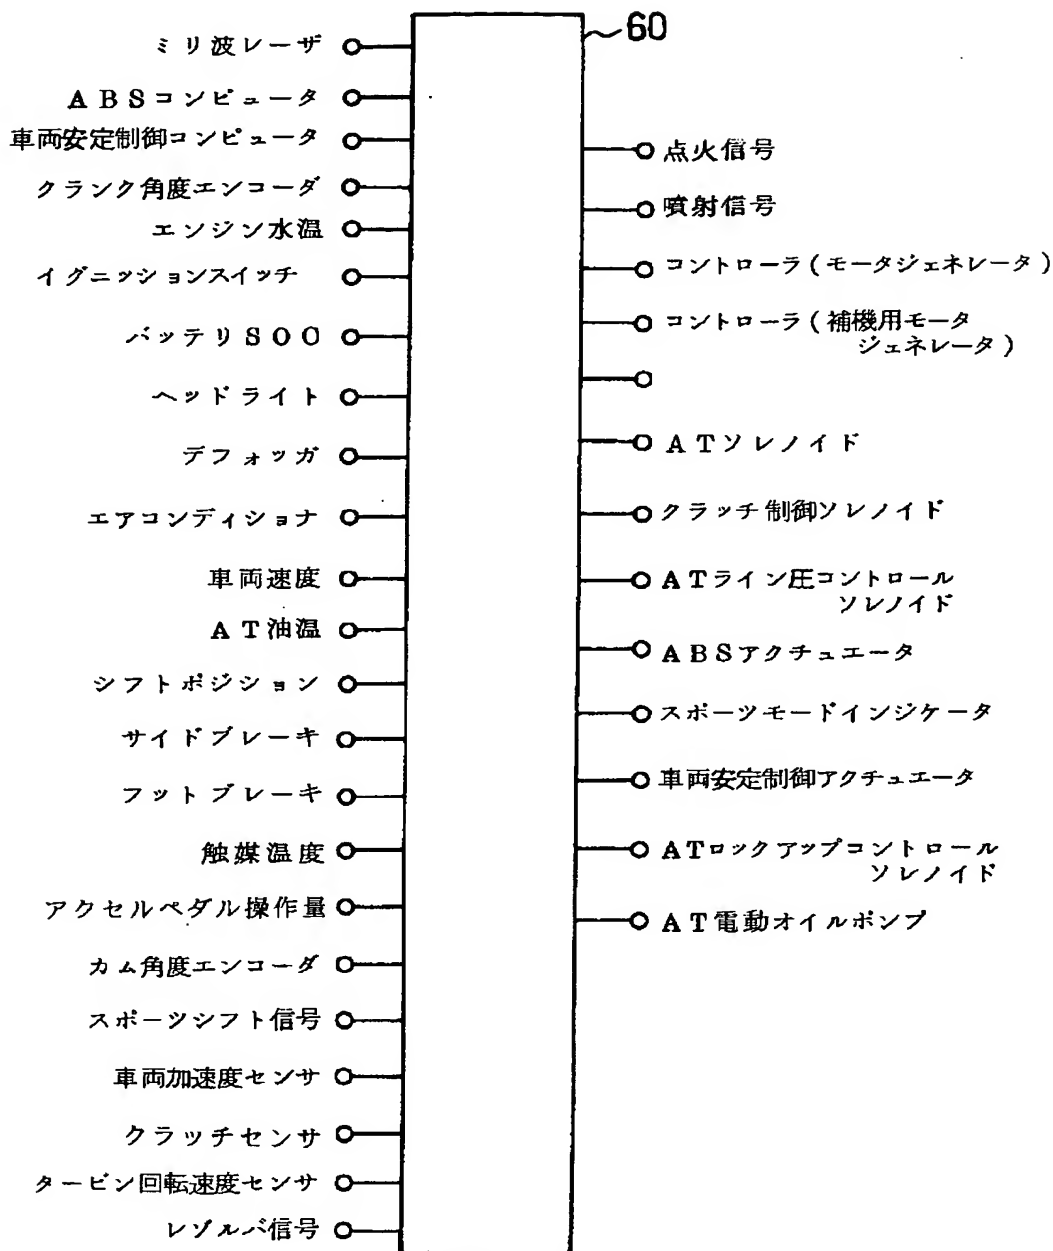 60
ミリ波レーザ
ABSコンピュータ
車両安定制御コンピュータ
クランク角度エンコーダ
エンジン水温
イグニッションスイッチ
バッテリSOC
ヘッドライト
デフォッガ
エアコンディショナ
車両速度
AT油温
シフトポジション
サイドブレーキ
フットブレーキ
触媒温度
アクセルペダル操作量
カム角度エンコーダ
スポーツシフト信号
車両加速度センサ
クラッチセンサ
タービン回転速度センサ
レゾルバ信号
点火信号
噴射信号
コントローラ(モータジェネレータ)
コントローラ(補機用モータ
ジェネレータ)
ATソレノイド
クラッチ制御ソレノイド
ATライン圧コントロール
ソレノイド
ABSアクチュエータ
スポーツモードインジケータ
車両安定制御アクチュエータ
ATロックアップコントロール
ソレノイド
AT電動オイルポンプ